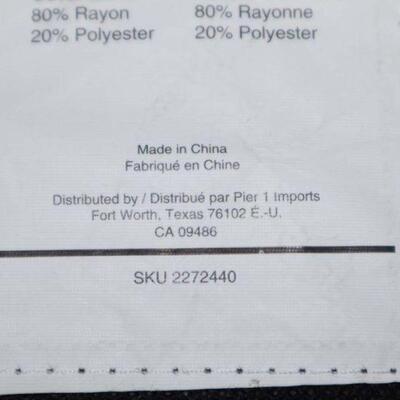 80% Rayon 80% Rayonne
20% Polyester 20% Polyester
Made in China
Fabriqué en Chine
Distributed by / Distribué par Pier 1 Imports
Fort Worth, Texas 76102 É.-U.
CA 09486
SKU 2272440